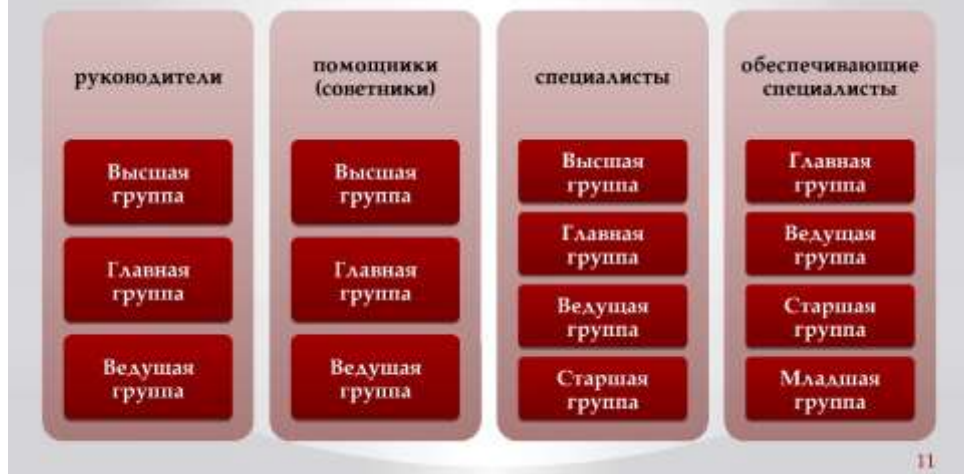 руководители
Высшая
группа
Главная
группа
Ведущая
группа
помощники
(советники)
Высшая
группа
Главная
группа
Ведущая
группа
специалисты
Высшая
группа
Главная
группа
Ведущая
группа
Старшая
группа
обеспечивающие
специалисты
Главная
группа
Ведущая
группа
Старшая
группа
Младшая
группа
11